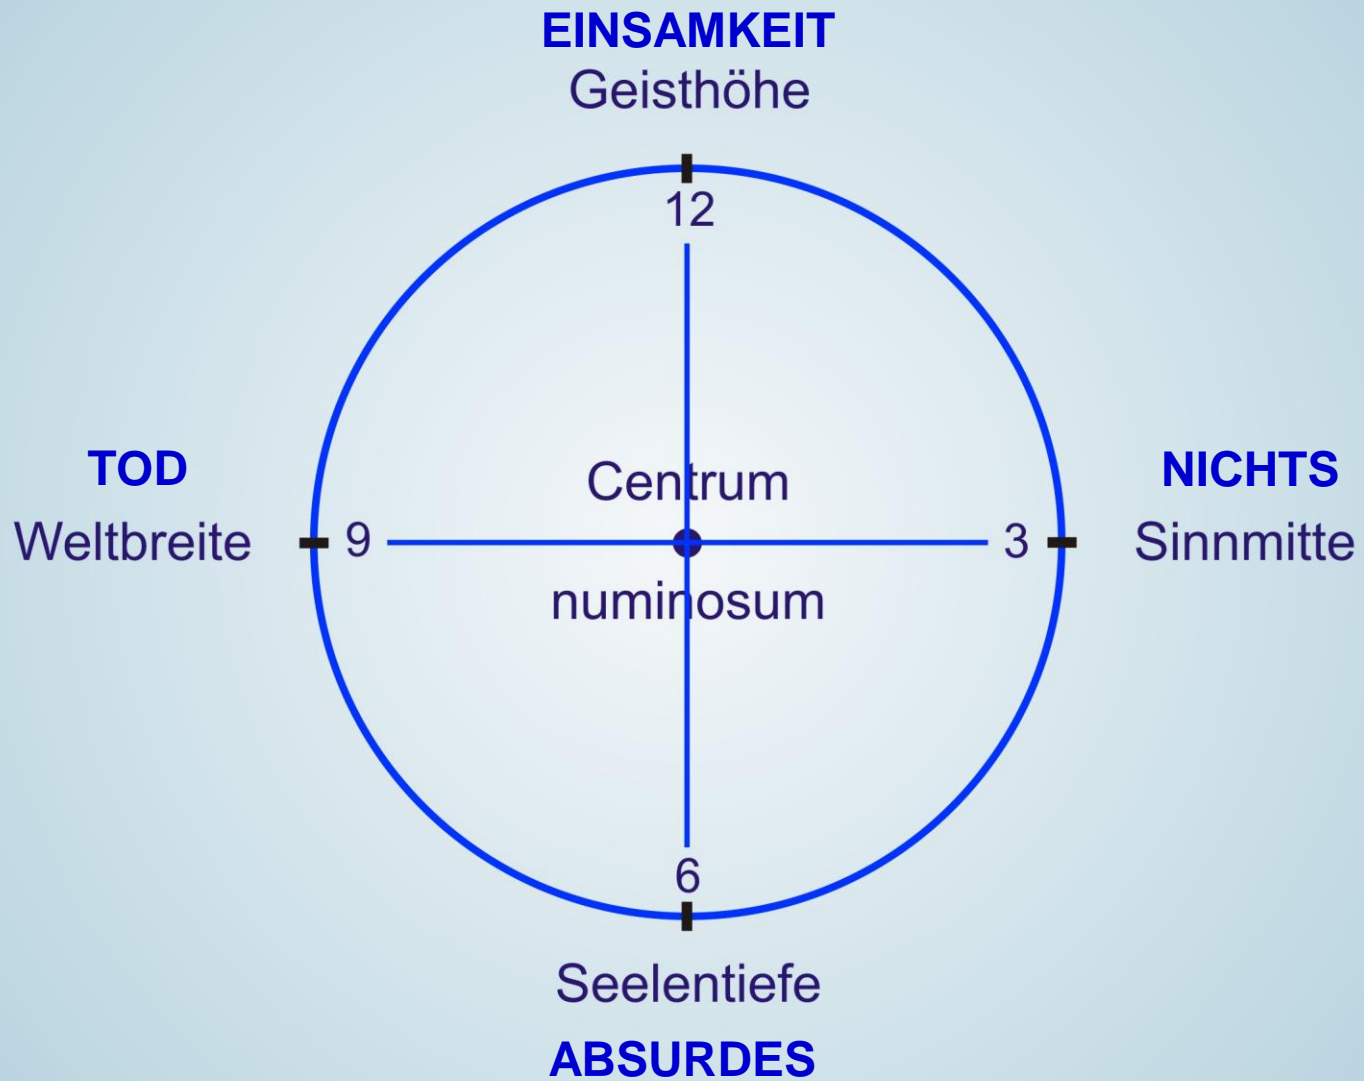 EINSAMKEIT
Geisthöhe
12
TOD
NICHTS
Centrum
Weltbreite
9
3
Sinnmitte
numinosum
6
Seelentiefe
ABSURDES